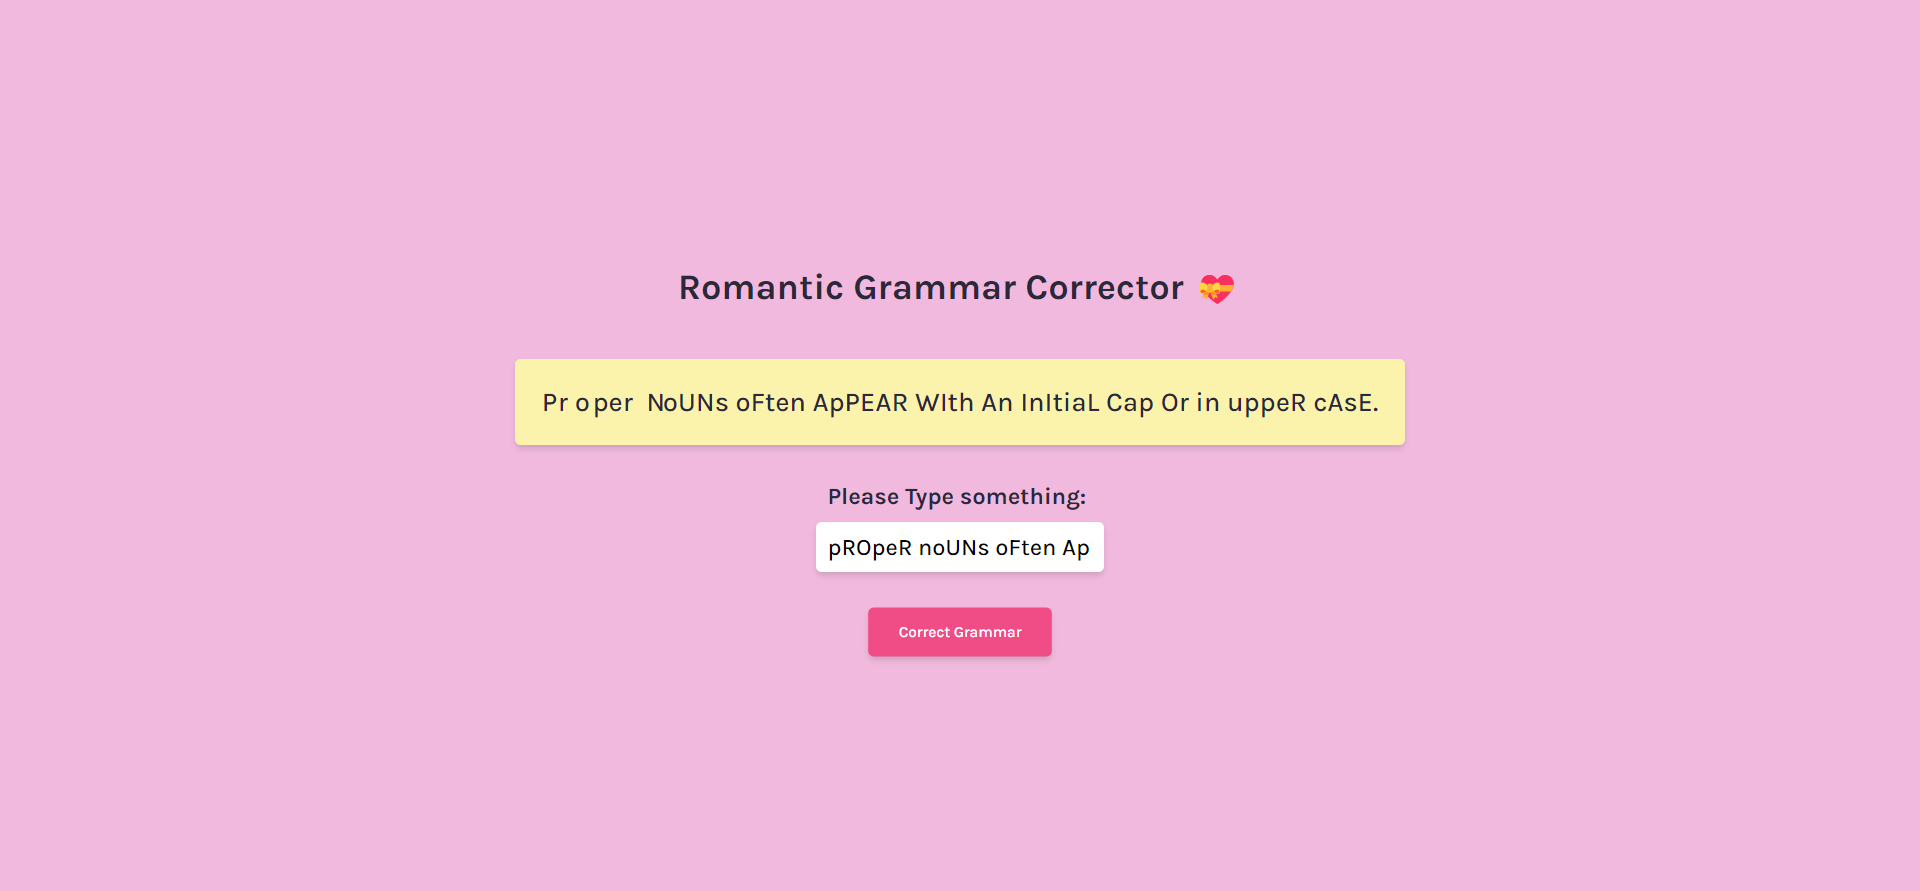 Romantic Grammar Corrector 💝
Pr o per  NoUNs oFten ApPEAR WIth An InItiaL Cap Or in uppeR cAsE.
Please Type something:
pROpeR noUNs oFten Ap
Correct Grammar